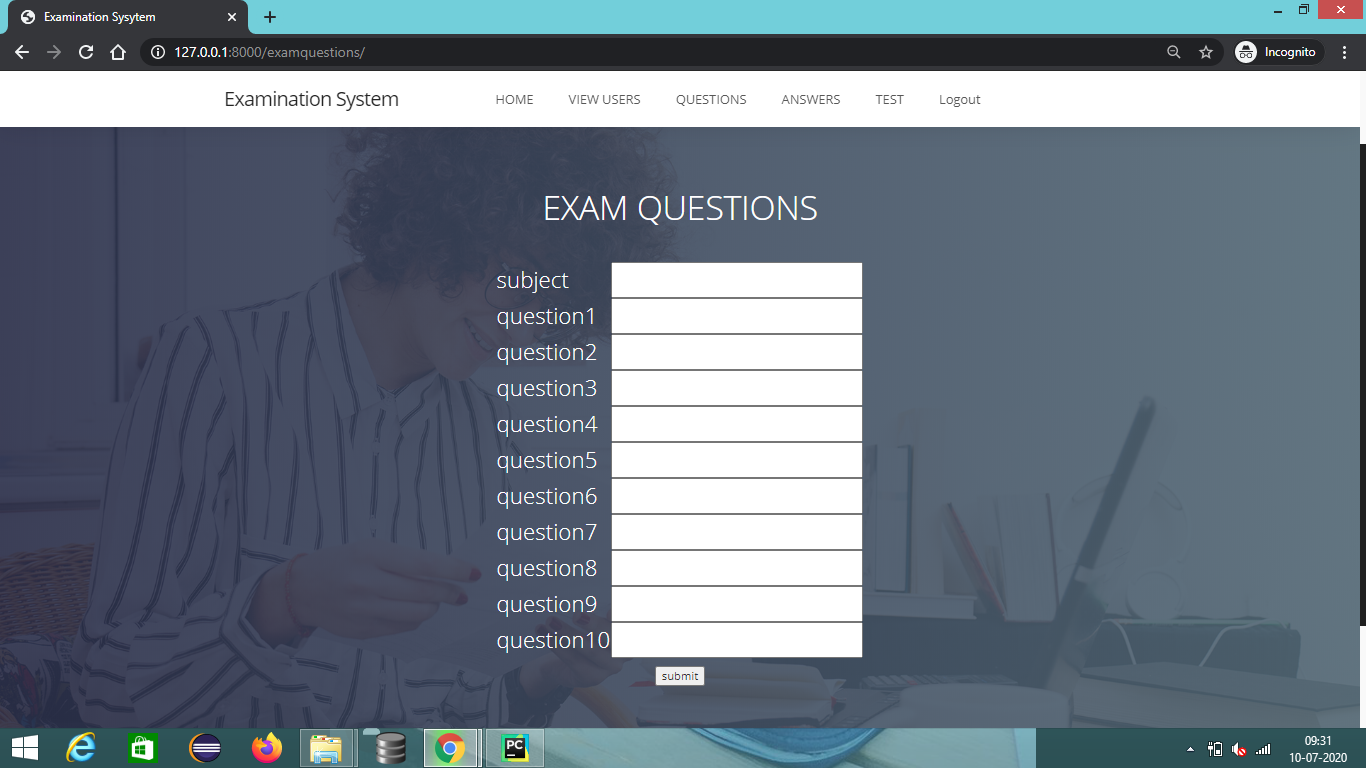 Examination Sysytem
127.0.0.1:8000/examquestions/
Incognito
Examination System HOME VIEW USERS QUESTIONS ANSWERS TEST Logout
EXAM QUESTIONS
subject
question1
question2
question3
question4
question5
question6
question7
question8
question9
question10
submit
PC
09:31
10-07-2020